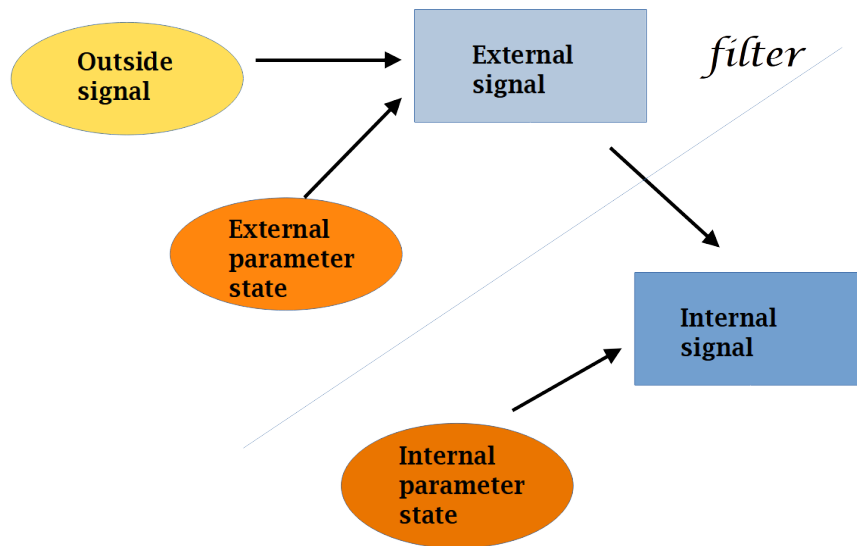 Outside
signal
External
signal
filter
External
parameter
state
Internal
signal
Internal
parameter
state